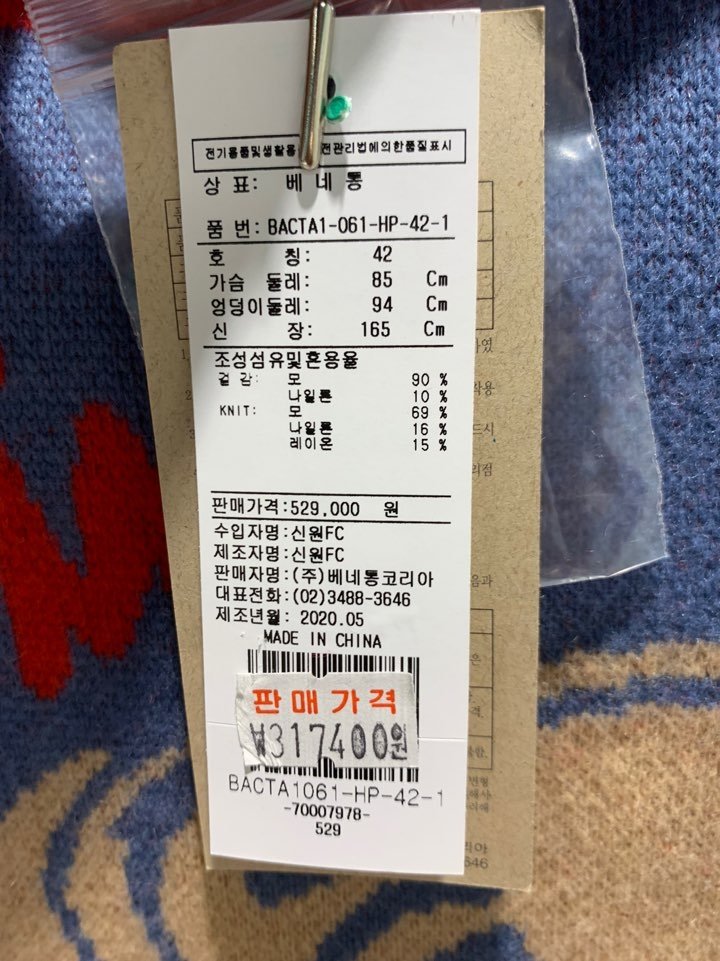 전기용품및생활용 전관리법에의한품질표시
상 표: 베 네 통
품 번: BACTA1-061-HP-42-1
호 칭: 42
가슴 둘레: 85 Cm
엉덩이둘레: 94 Cm
신 장: 165 Cm
조성섬유및혼용율
겉 감: 모 90 %
나일론 10 %
KNIT: 모 69 %
나일론 16 %
레이온 15 %
판매가격:529,000 원
수입자명:신원FC
제조자명:신원FC
판매자명:(주)베네통코리아
대표전화:(02)3488-3646
제조년월: 2020.05
MADE IN CHINA
판매가격
₩317400원
BACTA1061-HP-42-1
-70007978-
529